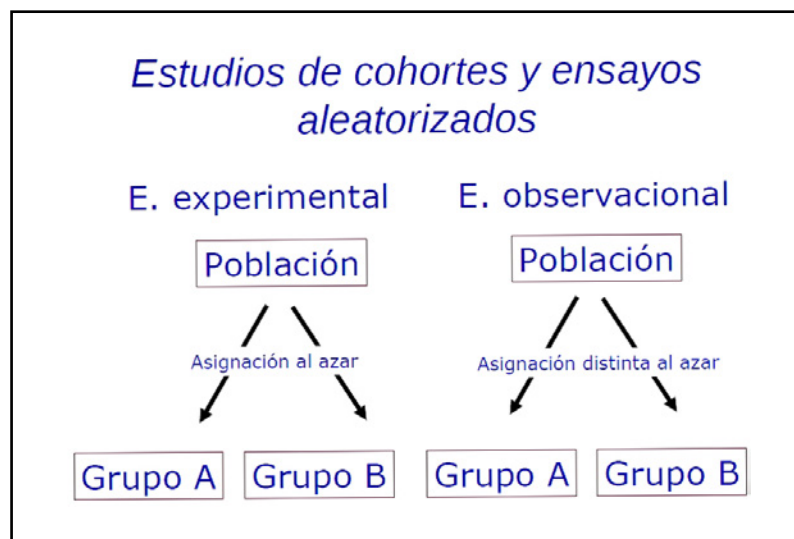 Estudios de cohortes y ensayos
aleatorizados
E. experimental
Población
Asignación al azar
Grupo A
Grupo B
E. observacional
Población
Asignación distinta al azar
Grupo A
Grupo B